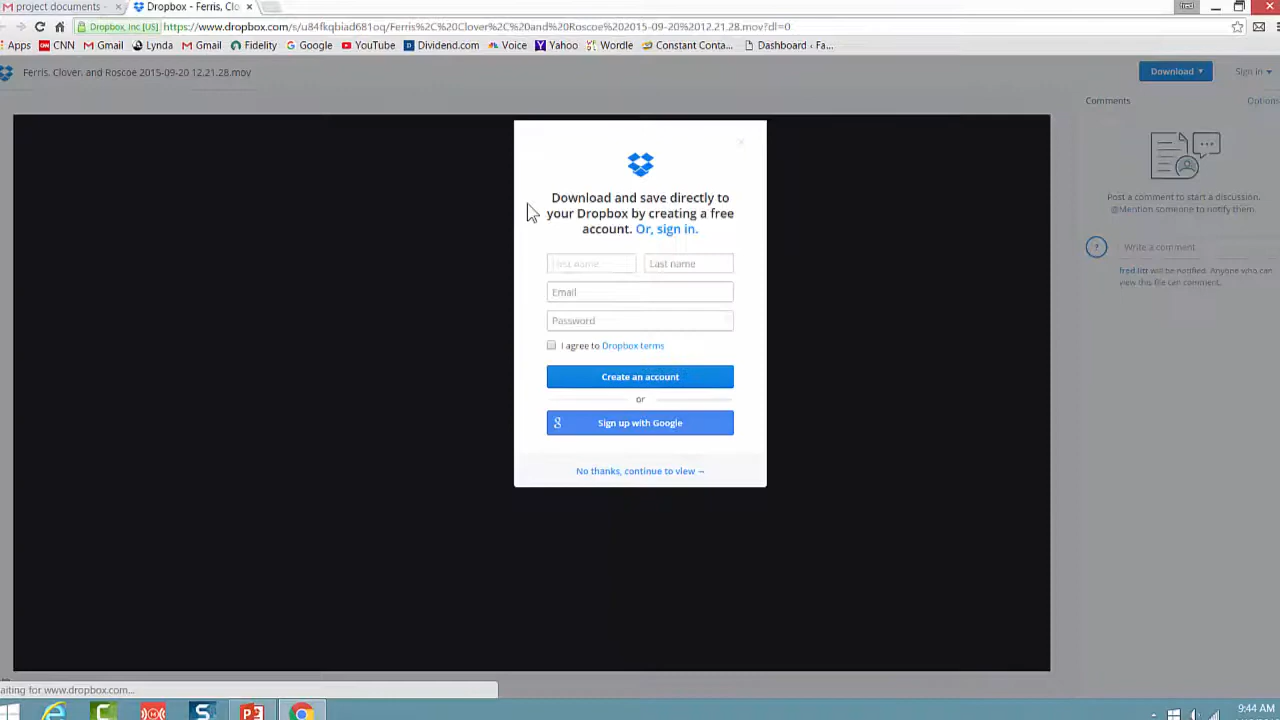 project documents -
Dropbox - Ferris, Clo
Dropbox, Inc [US]
https://www.dropbox.com/s/u84fkqbiad681oq/Ferris%2C%20Clover%2C%20and%20Roscoe%202015-09-20%2012.21.28.mov?dl=0
Apps
CNN
Gmail
Lynda
Gmail
Fidelity
Google
YouTube
Dividend.com
Voice
Yahoo
Wordle
Constant Conta...
Dashboard - Fa...
Ferris, Clover, and Roscoe 2015-09-20 12.21.28.mov
Download
Sign in
Comments
Options
Post a comment to start a discussion.
@Mention someone to notify them.
?
Write a comment
will be notified. Anyone who can
view this file can comment.
Download and save directly to
your Dropbox by creating a free
account. Or, sign in.
First name
Last name
Email
Password
I agree to Dropbox terms
Create an account
or
Sign up with Google
No thanks, continue to view →
aiting for www.dropbox.com...
9:44 AM